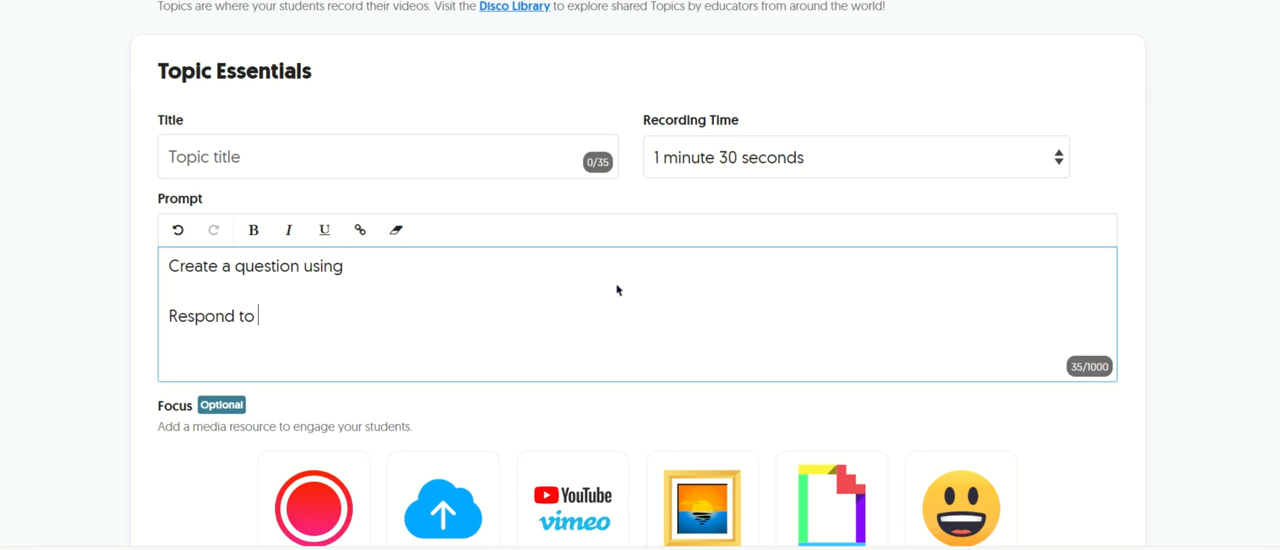 Topics are where your students record their videos. Visit the Disco Library to explore shared Topics by educators from around the world!
Topic Essentials
Title
Recording Time
Topic title
0/35
1 minute 30 seconds
Prompt
B I U
Create a question using
Respond to
35/1000
Focus Optional
Add a media resource to engage your students.
YouTube
vimeo